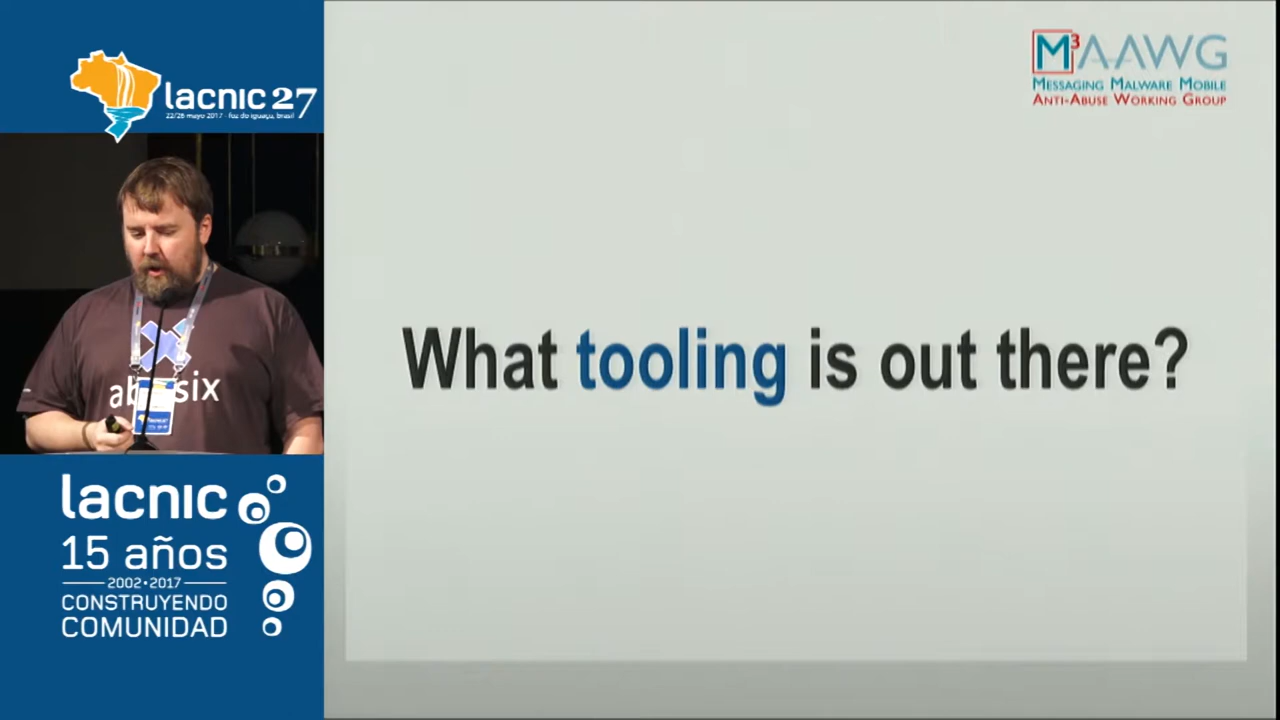 lacnic 27
22/26 mayo 2017 - foz do iguaçu, brasil
abusix
lacnic
15 años
2002•2017
CONSTRUYENDO
COMUNIDAD
M³AAWG
MESSAGING MALWARE MOBILE
ANTI-ABUSE WORKING GROUP
What tooling is out there?